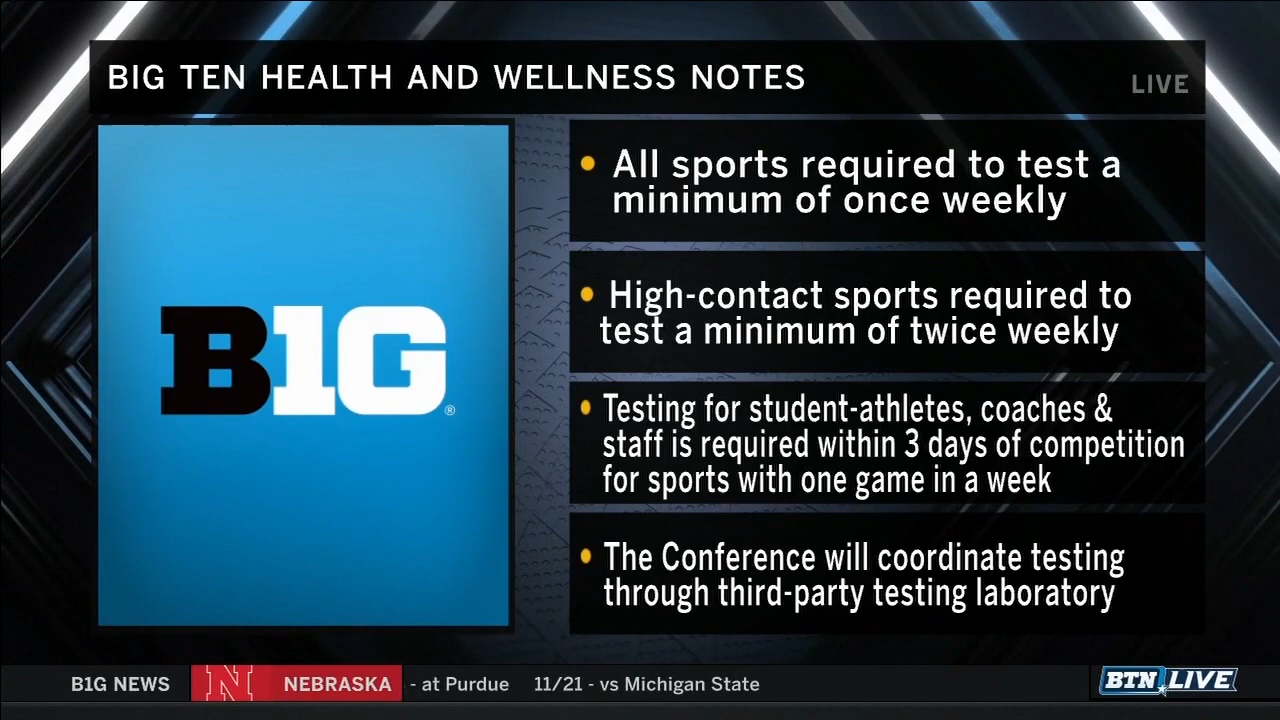 BIG TEN HEALTH AND WELLNESS NOTES
LIVE
B1G
®
• All sports required to test a
minimum of once weekly
• High-contact sports required to
test a minimum of twice weekly
• Testing for student-athletes, coaches &
staff is required within 3 days of competition
for sports with one game in a week
• The Conference will coordinate testing
through third-party testing laboratory
B1G NEWS
N NEBRASKA
- at Purdue 11/21 - vs Michigan State
BTN LIVE